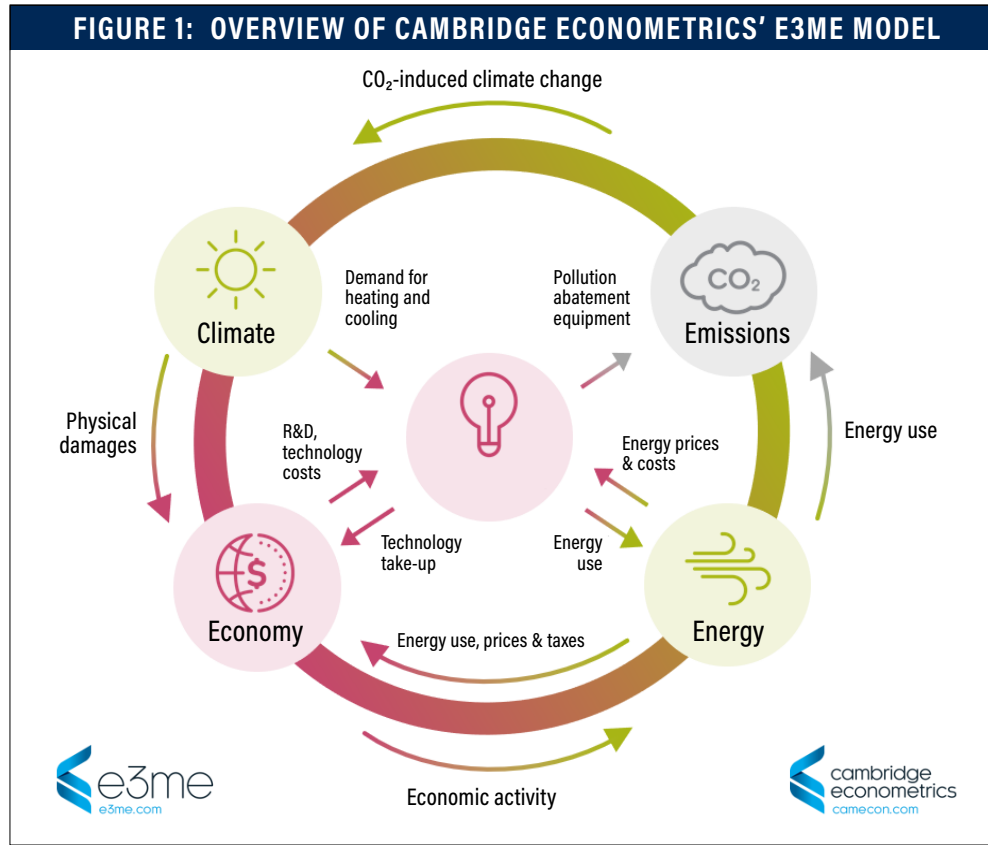 FIGURE 1: OVERVIEW OF CAMBRIDGE ECONOMETRICS' E3ME MODEL
CO₂-induced climate change
Climate
Demand for
heating and
cooling
Pollution
abatement
equipment
CO₂
Emissions
Physical
damages
R&D,
technology
costs
Energy prices
& costs
Energy use
Technology
take-up
Energy
use
$
Economy
Energy
Energy use, prices & taxes
Economic activity
e3me
e3me.com
cambridge
econometrics
camecon.com